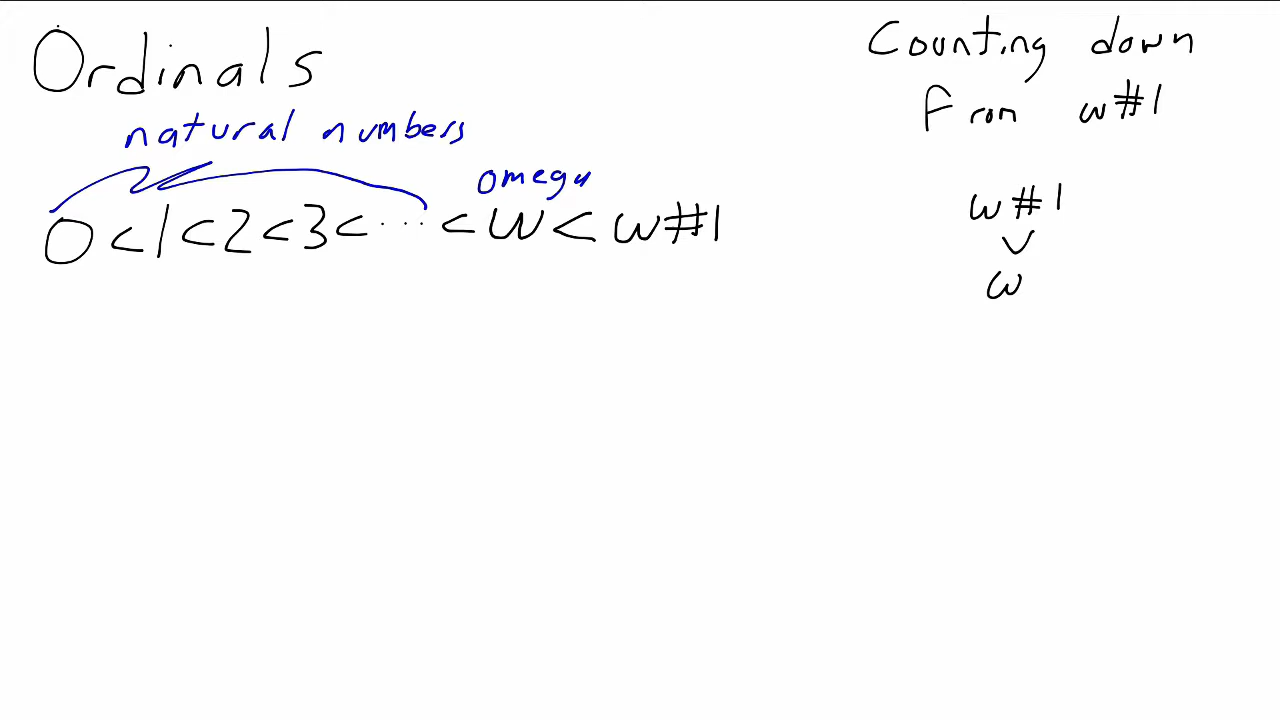 Ordinals
natural numbers
omega
0 < 1 < 2 < 3 < ... < ω < ω#1
Counting down
from ω#1
ω#1
∨
ω